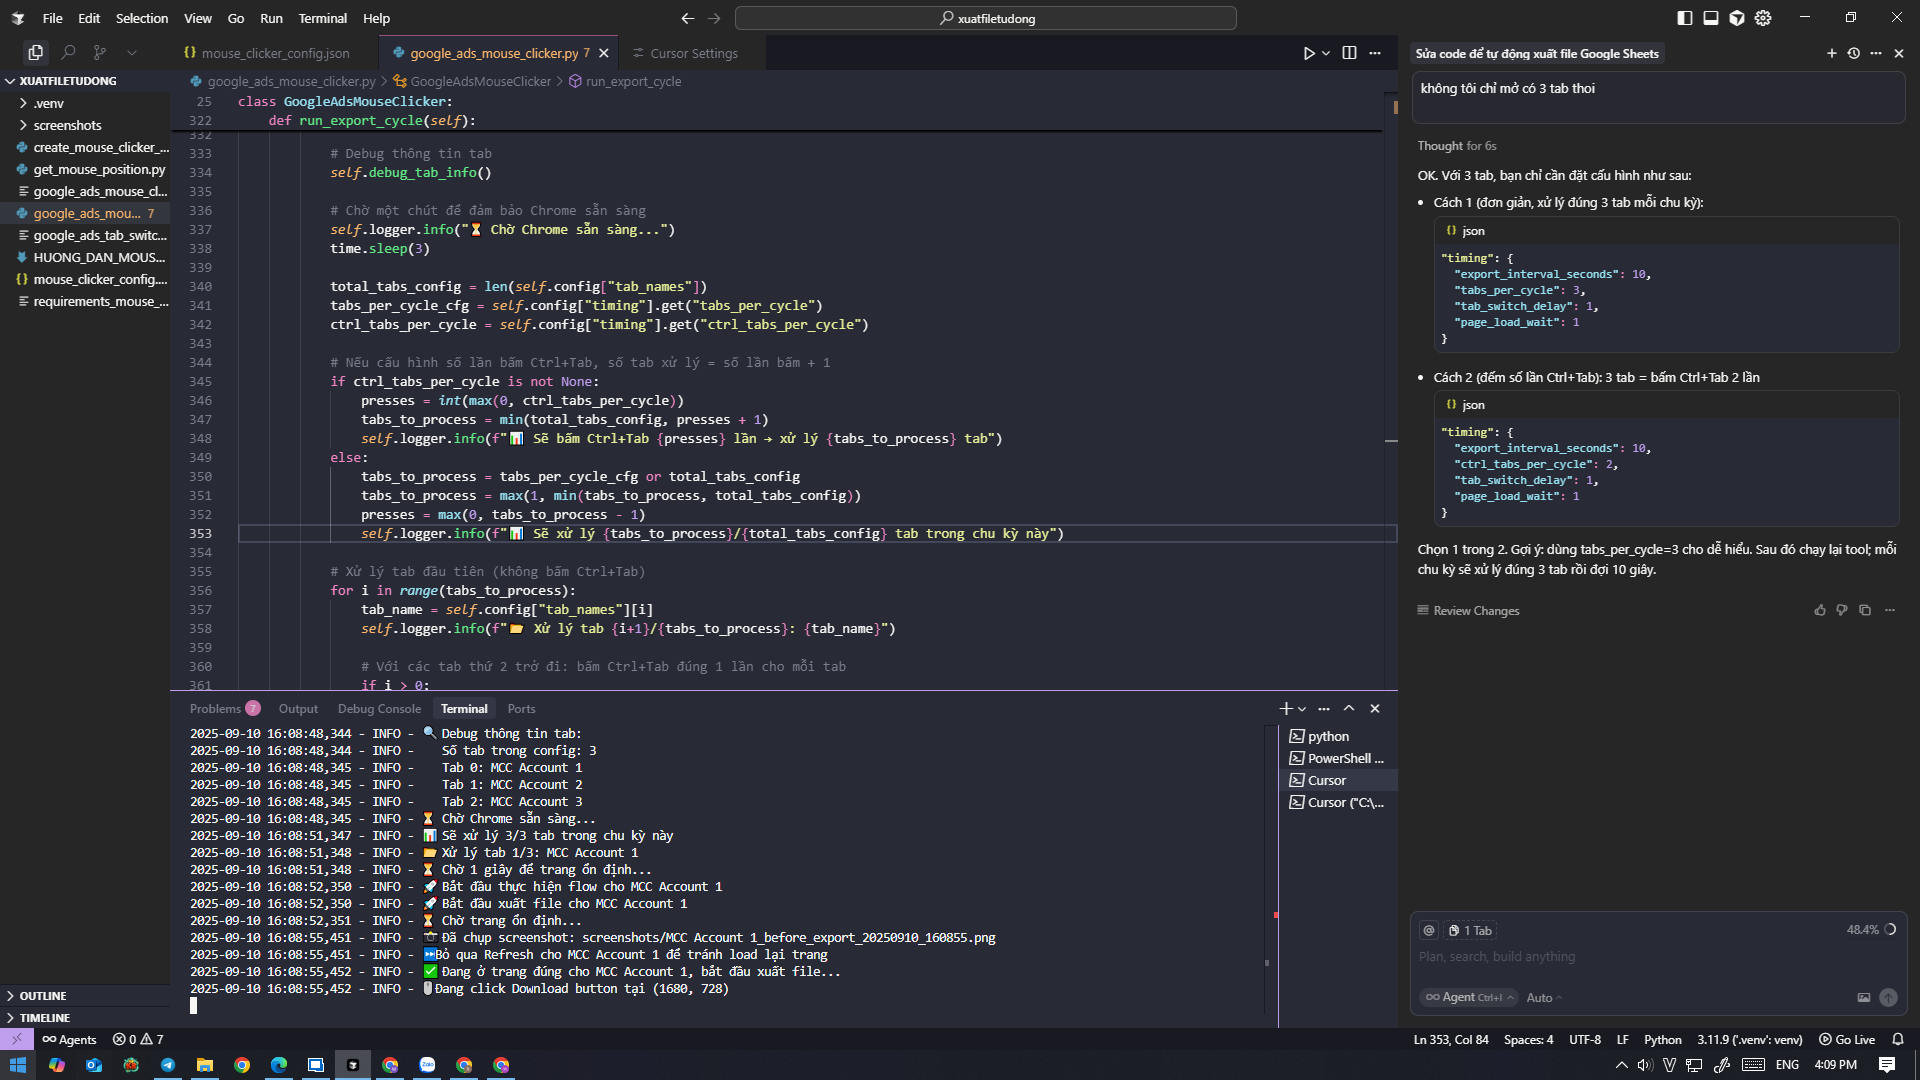 File Edit Selection View Go Run Terminal Help
xuatfiletudong
mouse_clicker_config.json
google_ads_mouse_clicker.py 7
Cursor Settings
Sửa code để tự động xuất file Google Sheets
XUATFILETUDONG
.venv
screenshots
create_mouse_clicker_...
get_mouse_position.py
google_ads_mouse_cl...
google_ads_mou... 7
google_ads_tab_switc...
HUONG_DAN_MOUS...
mouse_clicker_config....
requirements_mouse_...
OUTLINE
TIMELINE
google_ads_mouse_clicker.py > GoogleAdsMouseClicker > run_export_cycle
25 class GoogleAdsMouseClicker:
322 def run_export_cycle(self):
332
333 # Debug thông tin tab
334 self.debug_tab_info()
335
336 # Chờ một chút để đảm bảo Chrome sẵn sàng
337 self.logger.info("⏳ Chờ Chrome sẵn sàng...")
338 time.sleep(3)
339
340 total_tabs_config = len(self.config["tab_names"])
341 tabs_per_cycle_cfg = self.config["timing"].get("tabs_per_cycle")
342 ctrl_tabs_per_cycle = self.config["timing"].get("ctrl_tabs_per_cycle")
343
344 # Nếu cấu hình số lần bấm Ctrl+Tab, số tab xử lý = số lần bấm + 1
345 if ctrl_tabs_per_cycle is not None:
346 presses = int(max(0, ctrl_tabs_per_cycle))
347 tabs_to_process = min(total_tabs_config, presses + 1)
348 self.logger.info(f"📊 Sẽ bấm Ctrl+Tab {presses} lần → xử lý {tabs_to_process} tab")
349 else:
350 tabs_to_process = tabs_per_cycle_cfg or total_tabs_config
351 tabs_to_process = max(1, min(tabs_to_process, total_tabs_config))
352 presses = max(0, tabs_to_process - 1)
353 self.logger.info(f"📊 Sẽ xử lý {tabs_to_process}/{total_tabs_config} tab trong chu kỳ này")
354
355 # Xử lý tab đầu tiên (không bấm Ctrl+Tab)
356 for i in range(tabs_to_process):
357 tab_name = self.config["tab_names"][i]
358 self.logger.info(f"📂 Xử lý tab {i+1}/{tabs_to_process}: {tab_name}")
359
360 # Với các tab thứ 2 trở đi: bấm Ctrl+Tab đúng 1 lần cho mỗi tab
361 if i > 0:
Problems 7 Output Debug Console Terminal Ports
2025-09-10 16:08:48,344 - INFO - 🔍 Debug thông tin tab:
2025-09-10 16:08:48,344 - INFO - Số tab trong config: 3
2025-09-10 16:08:48,345 - INFO - Tab 0: MCC Account 1
2025-09-10 16:08:48,345 - INFO - Tab 1: MCC Account 2
2025-09-10 16:08:48,345 - INFO - Tab 2: MCC Account 3
2025-09-10 16:08:48,345 - INFO - ⏳ Chờ Chrome sẵn sàng...
2025-09-10 16:08:51,347 - INFO - 📊 Sẽ xử lý 3/3 tab trong chu kỳ này
2025-09-10 16:08:51,348 - INFO - 📂 Xử lý tab 1/3: MCC Account 1
2025-09-10 16:08:51,348 - INFO - ⏳ Chờ 1 giây để trang ổn định...
2025-09-10 16:08:52,350 - INFO - 🚀 Bắt đầu thực hiện flow cho MCC Account 1
2025-09-10 16:08:52,350 - INFO - 🚀 Bắt đầu xuất file cho MCC Account 1
2025-09-10 16:08:52,351 - INFO - ⏳ Chờ trang ổn định...
2025-09-10 16:08:55,451 - INFO - 📸 Đã chụp screenshot: screenshots/MCC Account 1_before_export_20250910_160855.png
2025-09-10 16:08:55,451 - INFO - ⏭️Bỏ qua Refresh cho MCC Account 1 để tránh load lại trang
2025-09-10 16:08:55,452 - INFO - ✅ Đang ở trang đúng cho MCC Account 1, bắt đầu xuất file...
2025-09-10 16:08:55,452 - INFO - 🖱️Đang click Download button tại (1680, 728)
python
PowerShell ...
Cursor
Cursor ("C:\...
không tôi chỉ mở có 3 tab thoi
Thought for 6s
OK. Với 3 tab, bạn chỉ cần đặt cấu hình như sau:
• Cách 1 (đơn giản, xử lý đúng 3 tab mỗi chu kỳ):
{} json
"timing": {
"export_interval_seconds": 10,
"tabs_per_cycle": 3,
"tab_switch_delay": 1,
"page_load_wait": 1
}
• Cách 2 (đếm số lần Ctrl+Tab): 3 tab = bấm Ctrl+Tab 2 lần
{} json
"timing": {
"export_interval_seconds": 10,
"ctrl_tabs_per_cycle": 2,
"tab_switch_delay": 1,
"page_load_wait": 1
}
Chọn 1 trong 2. Gợi ý: dùng tabs_per_cycle=3 cho dễ hiểu. Sau đó chạy lại tool; mỗi
chu kỳ sẽ xử lý đúng 3 tab rồi đợi 10 giây.
Review Changes
@ 1 Tab 48.4%
Plan, search, build anything
Agent Ctrl+I Auto
Agents 0 7
Ln 353, Col 84 Spaces: 4 UTF-8 LF Python 3.11.9 ('.venv': venv) Go Live
Zalo
ENG 4:09 PM